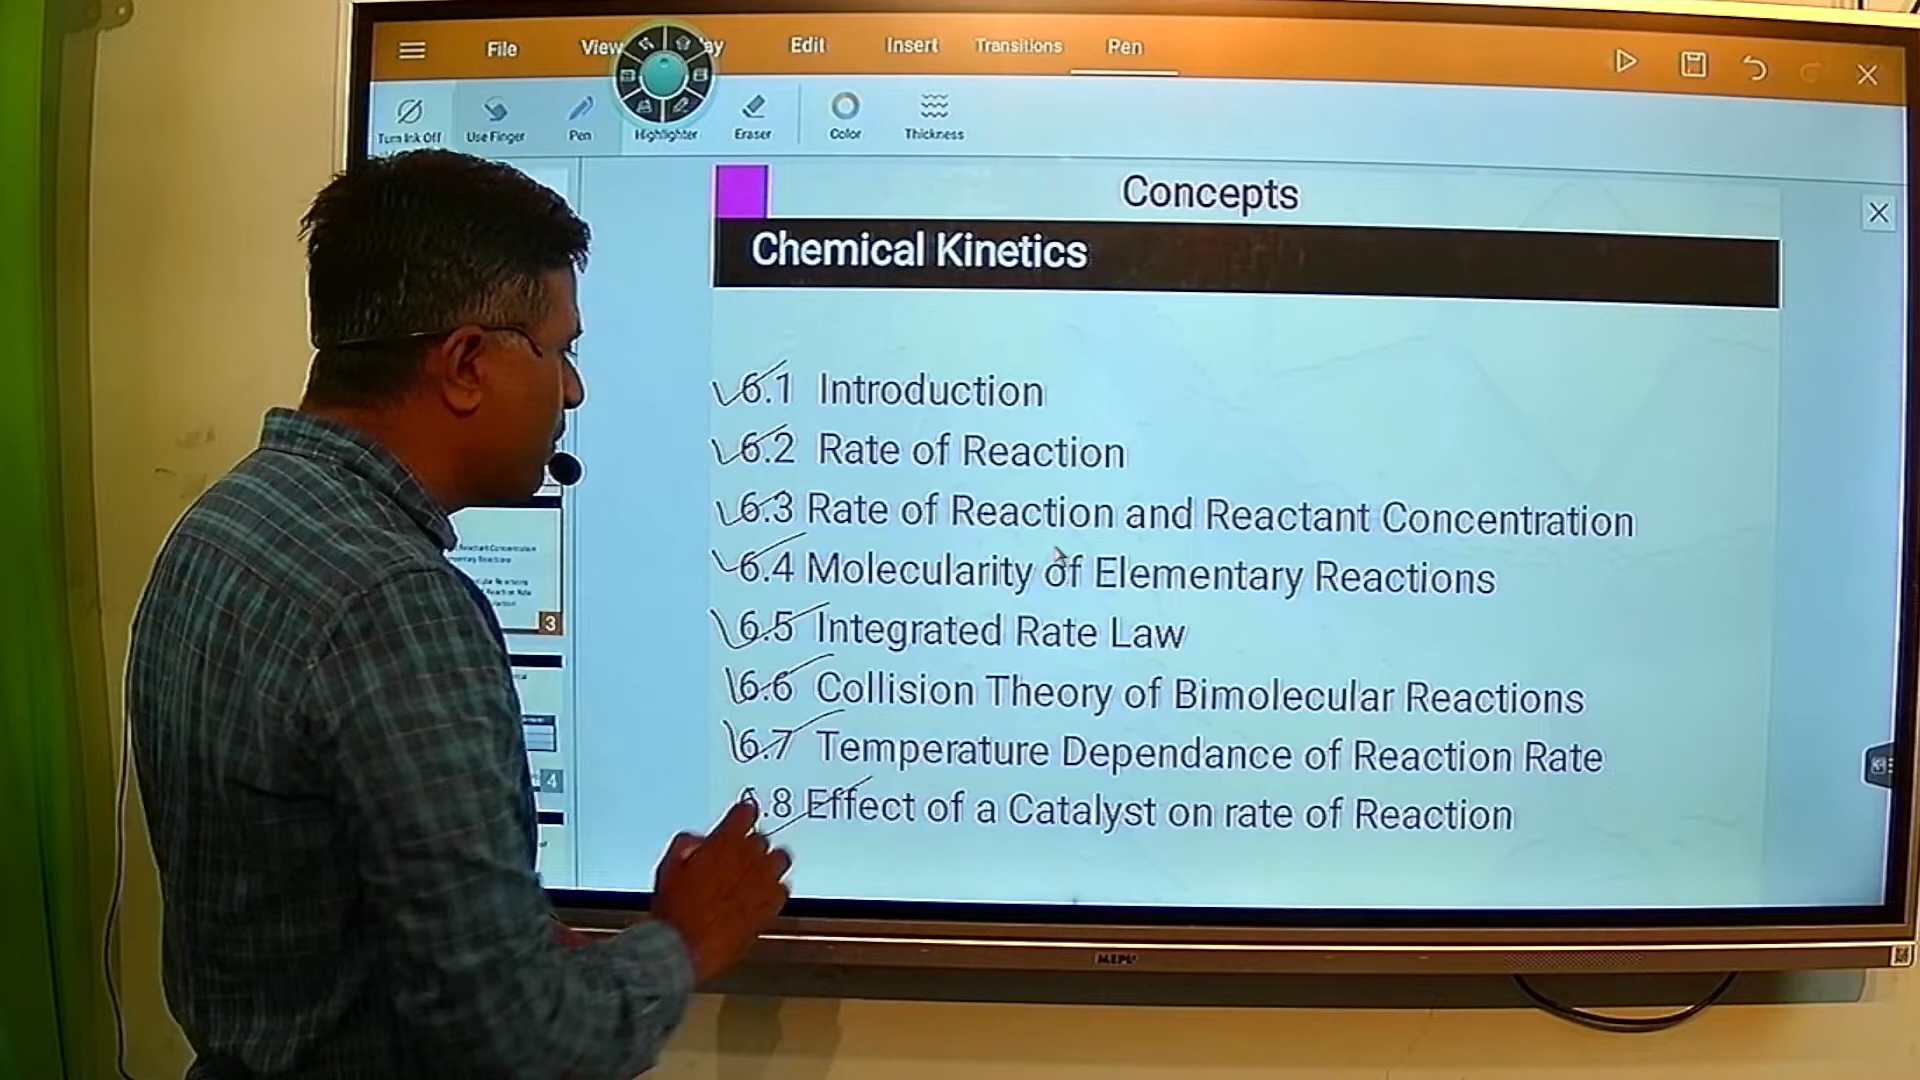 File View Edit Insert Transitions Pen
Turn Ink Off Use Finger Pen Highlighter Eraser Color Thickness
Concepts
Chemical Kinetics
6.1 Introduction
6.2 Rate of Reaction
6.3 Rate of Reaction and Reactant Concentration
6.4 Molecularity of Elementary Reactions
6.5 Integrated Rate Law
6.6 Collision Theory of Bimolecular Reactions
6.7 Temperature Dependance of Reaction Rate
6.8 Effect of a Catalyst on rate of Reaction
3
4